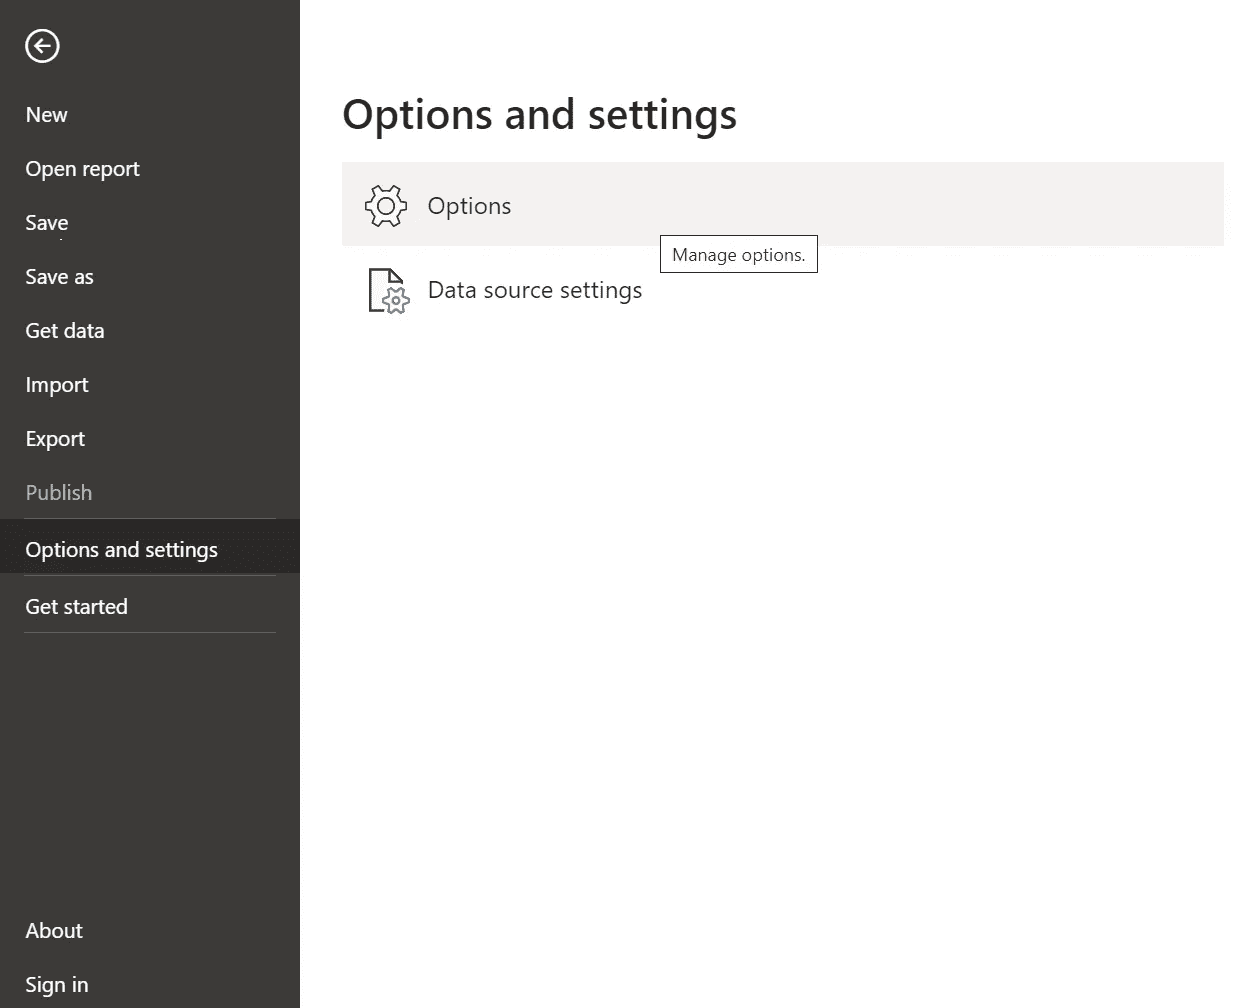 New
Open report
Save
Save as
Get data
Import
Export
Publish
Options and settings
Get started
About
Sign in
Options and settings
Options
Manage options.
Data source settings